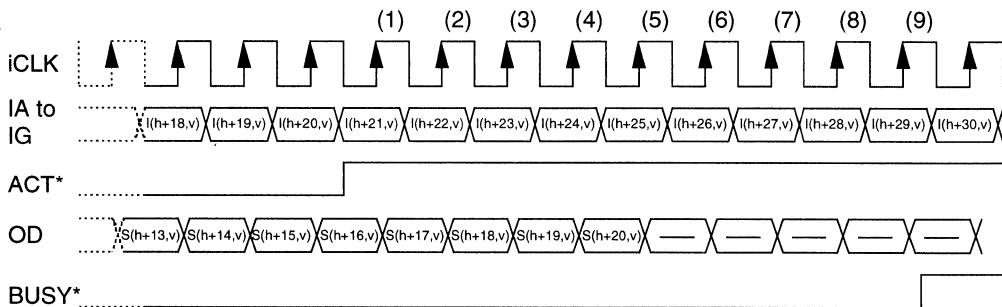 (1) (2) (3) (4) (5) (6) (7) (8) (9)
iCLK
IA to
IG
I(h+18,v) I(h+19,v) I(h+20,v) I(h+21,v) I(h+22,v) I(h+23,v) I(h+24,v) I(h+25,v) I(h+26,v) I(h+27,v) I(h+28,v) I(h+29,v) I(h+30,v)
ACT*
OD S(h+13,v) S(h+14,v) S(h+15,v) S(h+16,v) S(h+17,v) S(h+18,v) S(h+19,v) S(h+20,v) — — — — —
BUSY*